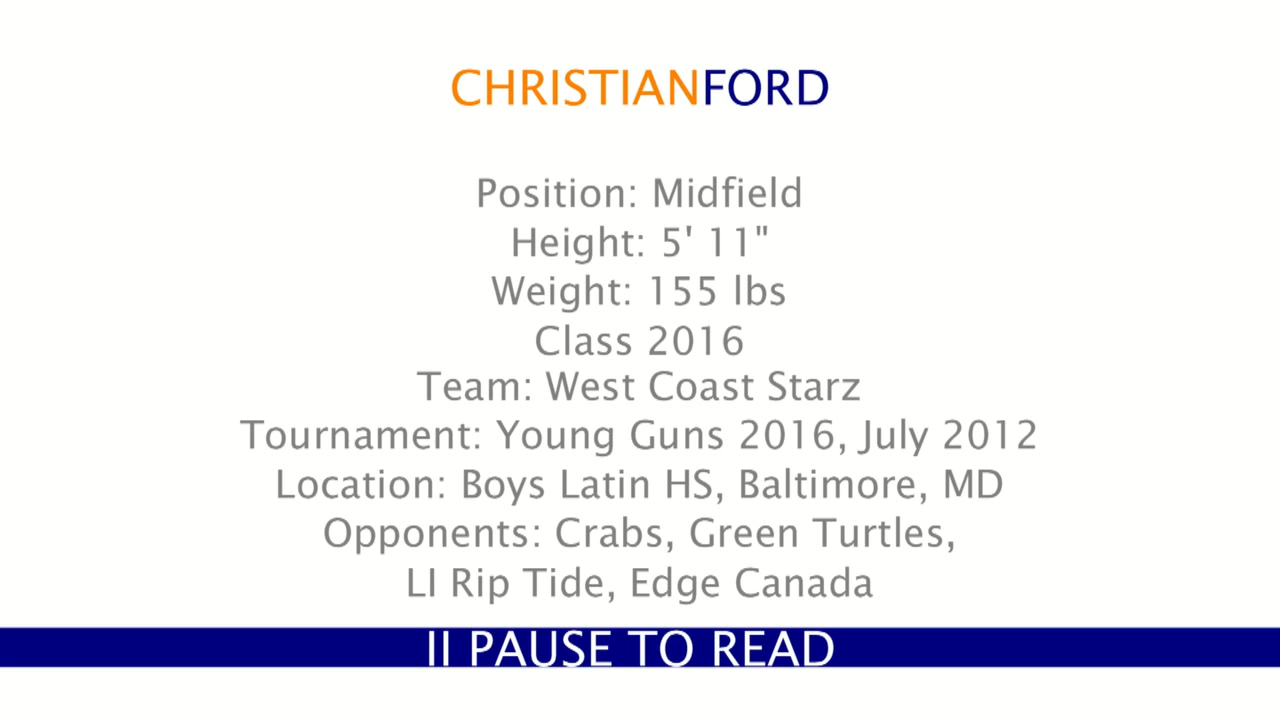 CHRISTIANFORD
Position: Midfield
Height: 5' 11"
Weight: 155 lbs
Class 2016
Team: West Coast Starz
Tournament: Young Guns 2016, July 2012
Location: Boys Latin HS, Baltimore, MD
Opponents: Crabs, Green Turtles,
LI Rip Tide, Edge Canada
II PAUSE TO READ